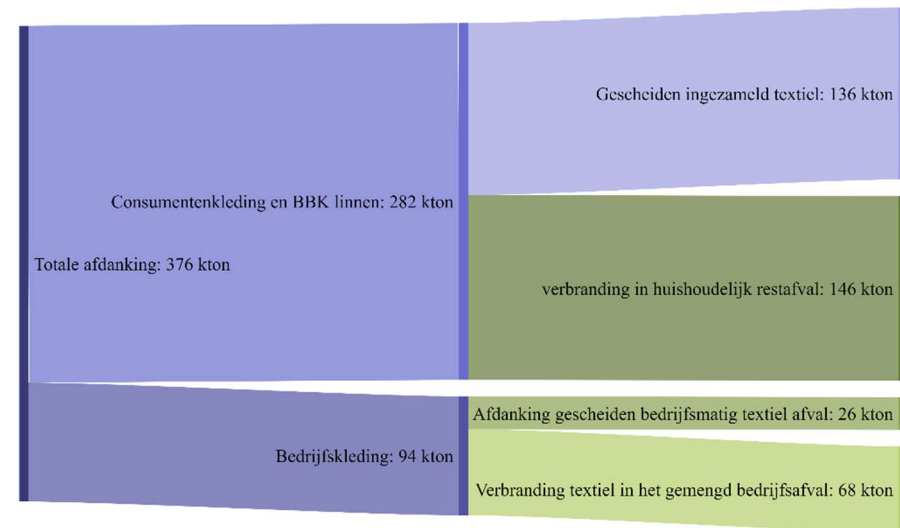 Gescheiden ingezameld textiel: 136 kton
Consumentenkleding en BBK linnen: 282 kton
Totale afdanking: 376 kton
verbranding in huishoudelijk restafval: 146 kton
Afdanking gescheiden bedrijfsmatig textiel afval: 26 kton
Bedrijfskleding: 94 kton
Verbranding textiel in het gemengd bedrijfsafval: 68 kton